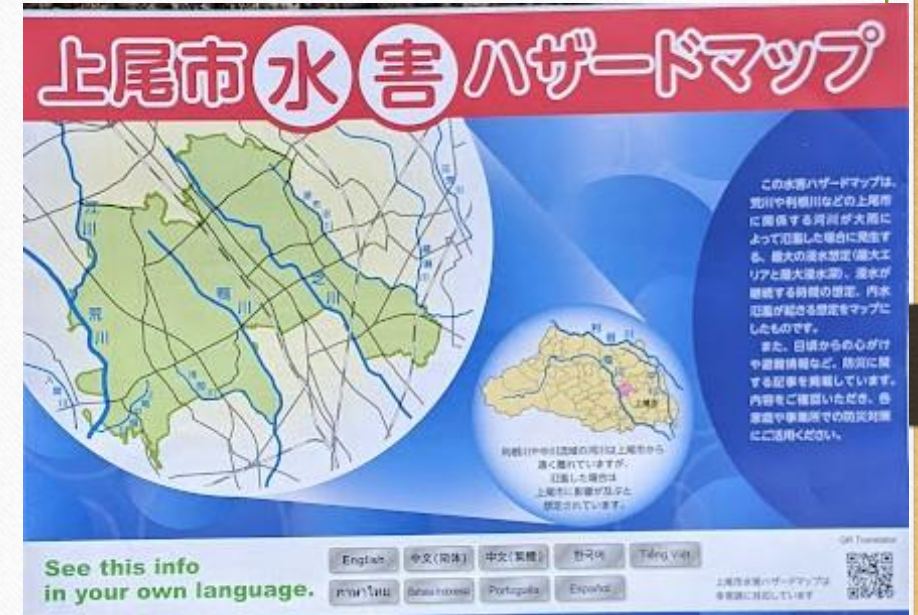 上尾市水害ハザードマップ
江川
荒川
鴨川
芝川
利根川
荒川
上尾市
この水害ハザードマップは、
荒川や利根川などの上尾市
に関係する河川が大雨に
よって氾濫した場合に発生す
る、最大の浸水想定(最大エ
リアと最大浸水深)、浸水が
継続する時間の想定、内水
氾濫が起きる想定をマップに
したものです。
また、日頃からの心がけ
や避難情報など、防災に関
する記事を掲載しています。
内容をご確認いただき、各
家庭や事業所での防災対策
にご活用ください。
利根川や中川流域の河川は上尾市から
遠く離れていますが、
氾濫した場合は
上尾市に影響が及ぶと
想定されています。
See this info
in your own language.
English 中文(简体) 中文(繁體) 한국어 Tiếng Việt
ภาษาไทย Bahasa Indonesia Português Español
QR Translator
上尾市水害ハザードマップは
多言語に対応しています